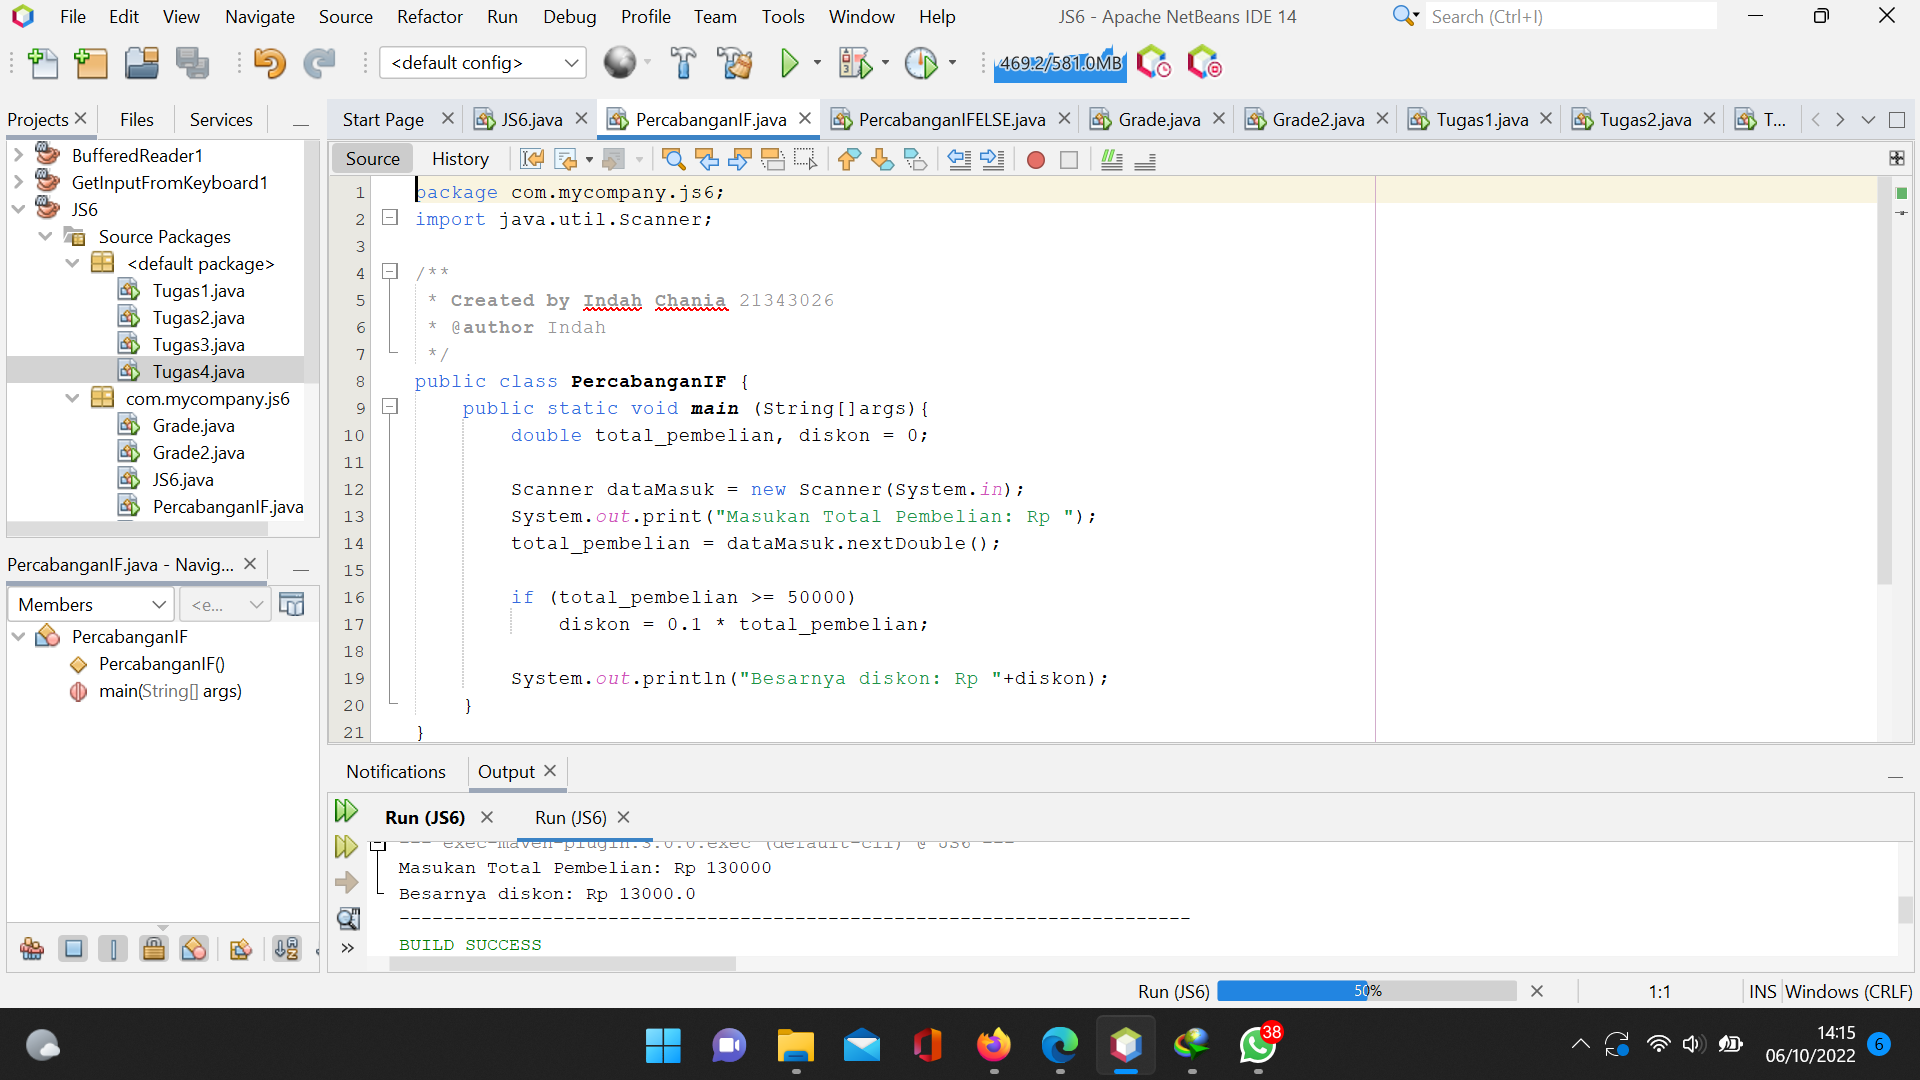 File Edit View Navigate Source Refactor Run Debug Profile Team Tools Window Help JS6 - Apache NetBeans IDE 14 Search (Ctrl+I)
<default config> 469.2/581.0MB
Projects Files Services
Start Page JS6.java PercabanganIF.java PercabanganIFELSE.java Grade.java Grade2.java Tugas1.java Tugas2.java T...
Source History
BufferedReader1
GetInputFromKeyboard1
JS6
Source Packages
<default package>
Tugas1.java
Tugas2.java
Tugas3.java
Tugas4.java
com.mycompany.js6
Grade.java
Grade2.java
JS6.java
PercabanganIF.java
PercabanganIF.java - Navig...
Members <e...
PercabanganIF
PercabanganIF()
main(String[] args)
1 package com.mycompany.js6;
2 import java.util.Scanner;
3
4 /**
5 * Created by Indah Chania 21343026
6 * @author Indah
7 */
8 public class PercabanganIF {
9 public static void main (String[]args){
10 double total_pembelian, diskon = 0;
11
12 Scanner dataMasuk = new Scanner(System.in);
13 System.out.print("Masukan Total Pembelian: Rp ");
14 total_pembelian = dataMasuk.nextDouble();
15
16 if (total_pembelian >= 50000)
17 diskon = 0.1 * total_pembelian;
18
19 System.out.println("Besarnya diskon: Rp "+diskon);
20 }
21 }
Notifications Output
Run (JS6) Run (JS6)
--- exec-maven-plugin:3.0.0:exec (default-cli) @ JS6 ---
Masukan Total Pembelian: Rp 130000
Besarnya diskon: Rp 13000.0
------------------------------------------------------------------------
BUILD SUCCESS
Run (JS6) 50% 1:1 INS Windows (CRLF)
38
14:15
06/10/2022 6